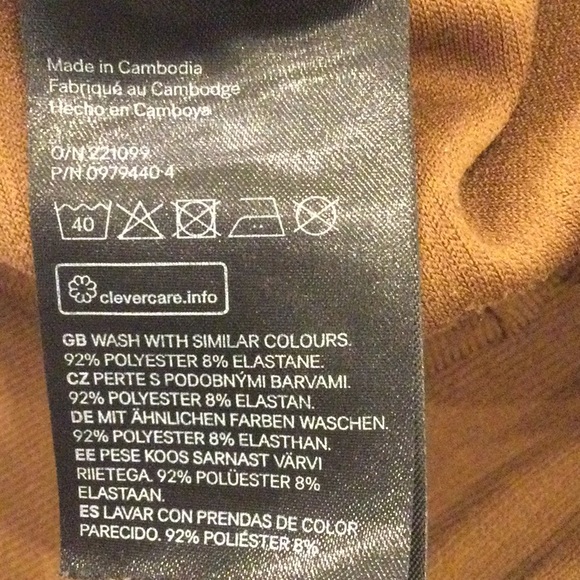 Made in Cambodia
Fabriqué au Cambodge
Hecho en Camboya
O/N 221099
P/N 0979440-4
40
clevercare.info
GB WASH WITH SIMILAR COLOURS.
92% POLYESTER 8% ELASTANE.
CZ PERTE S PODOBNÝMI BARVAMI.
92% POLYESTER 8% ELASTAN.
DE MIT ÄHNLICHEN FARBEN WASCHEN.
92% POLYESTER 8% ELASTHAN.
EE PESE KOOS SARNAST VÄRVI
RIIETEGA. 92% POLÜESTER 8%
ELASTAAN.
ES LAVAR CON PRENDAS DE COLOR
PARECIDO. 92% POLIÉSTER 8%